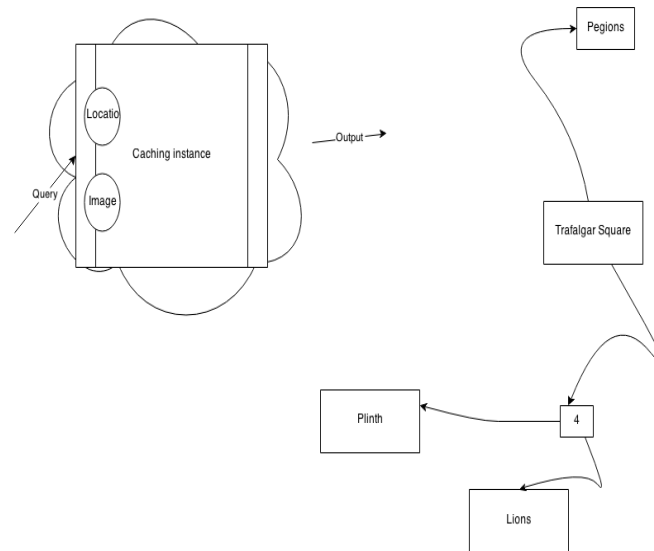 Pegions
Locatio
Output
Caching instance
Query
Image
Trafalgar Square
Plinth
4
Lions